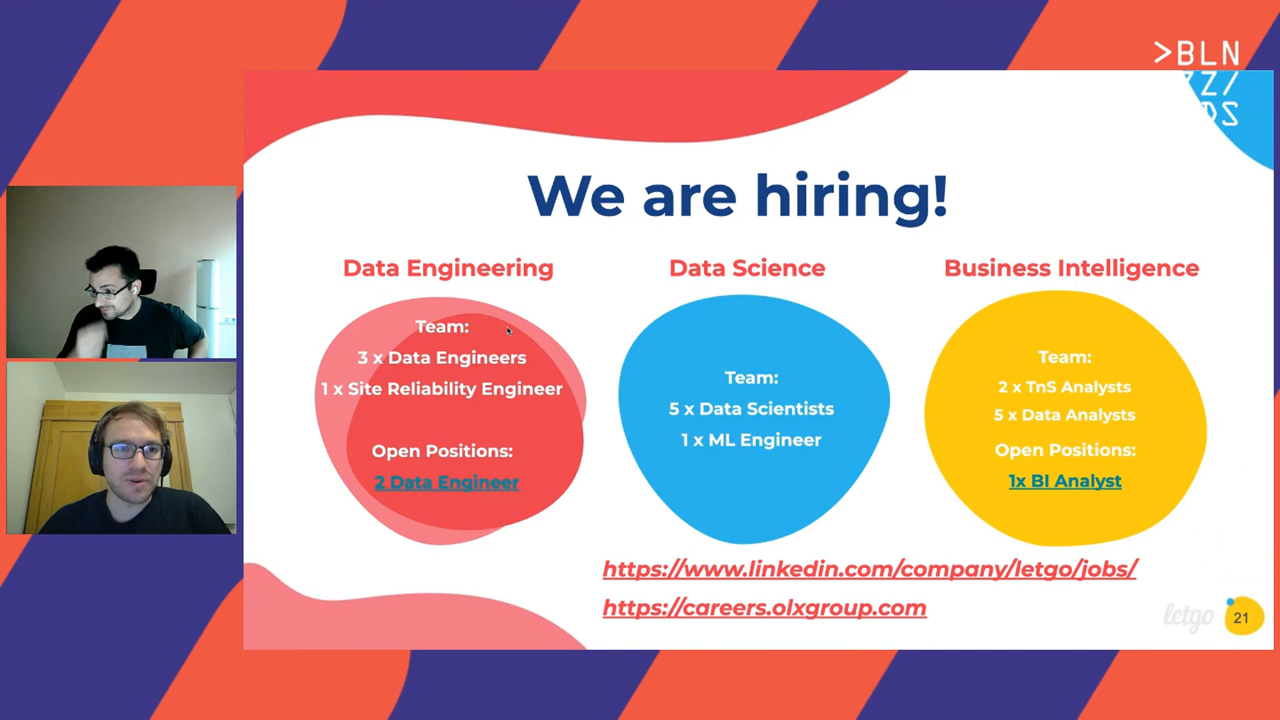 >BLN
ZZ/
DS
We are hiring!
Data Engineering
Team:
3 x Data Engineers
1 x Site Reliability Engineer
Open Positions:
2 Data Engineer
Data Science
Team:
5 x Data Scientists
1 x ML Engineer
Business Intelligence
Team:
2 x TnS Analysts
5 x Data Analysts
Open Positions:
1x BI Analyst
https://www.linkedin.com/company/letgo/jobs/
https://careers.olxgroup.com
letgo
21